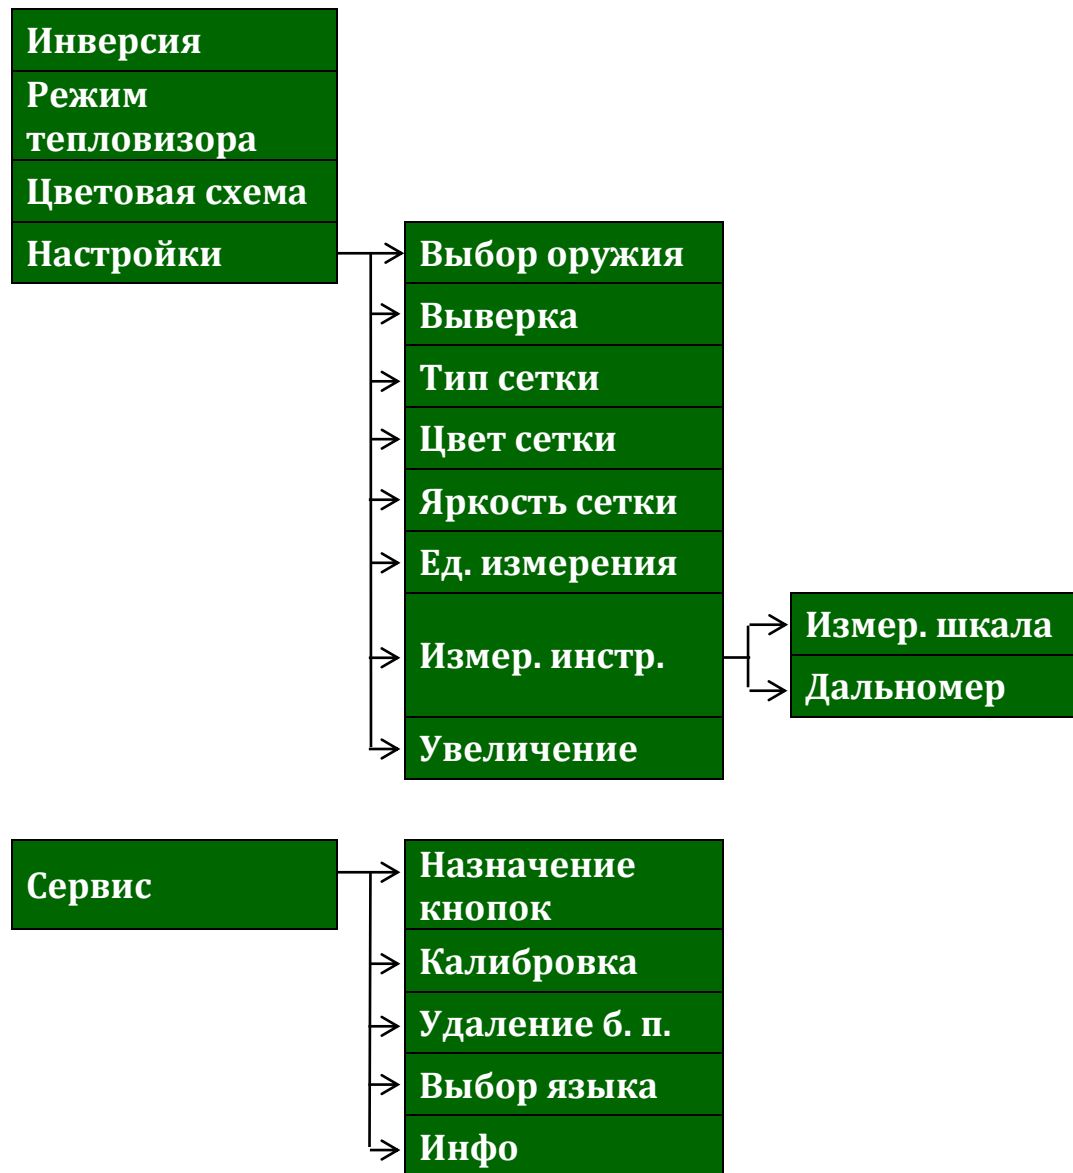 Инверсия
Режим
тепловизора
Цветовая схема
Настройки
Выбор оружия
Выверка
Тип сетки
Цвет сетки
Яркость сетки
Ед. измерения
Измер. инстр.
Измер. шкала
Дальномер
Увеличение
Сервис
Назначение
кнопок
Калибровка
Удаление б. п.
Выбор языка
Инфо